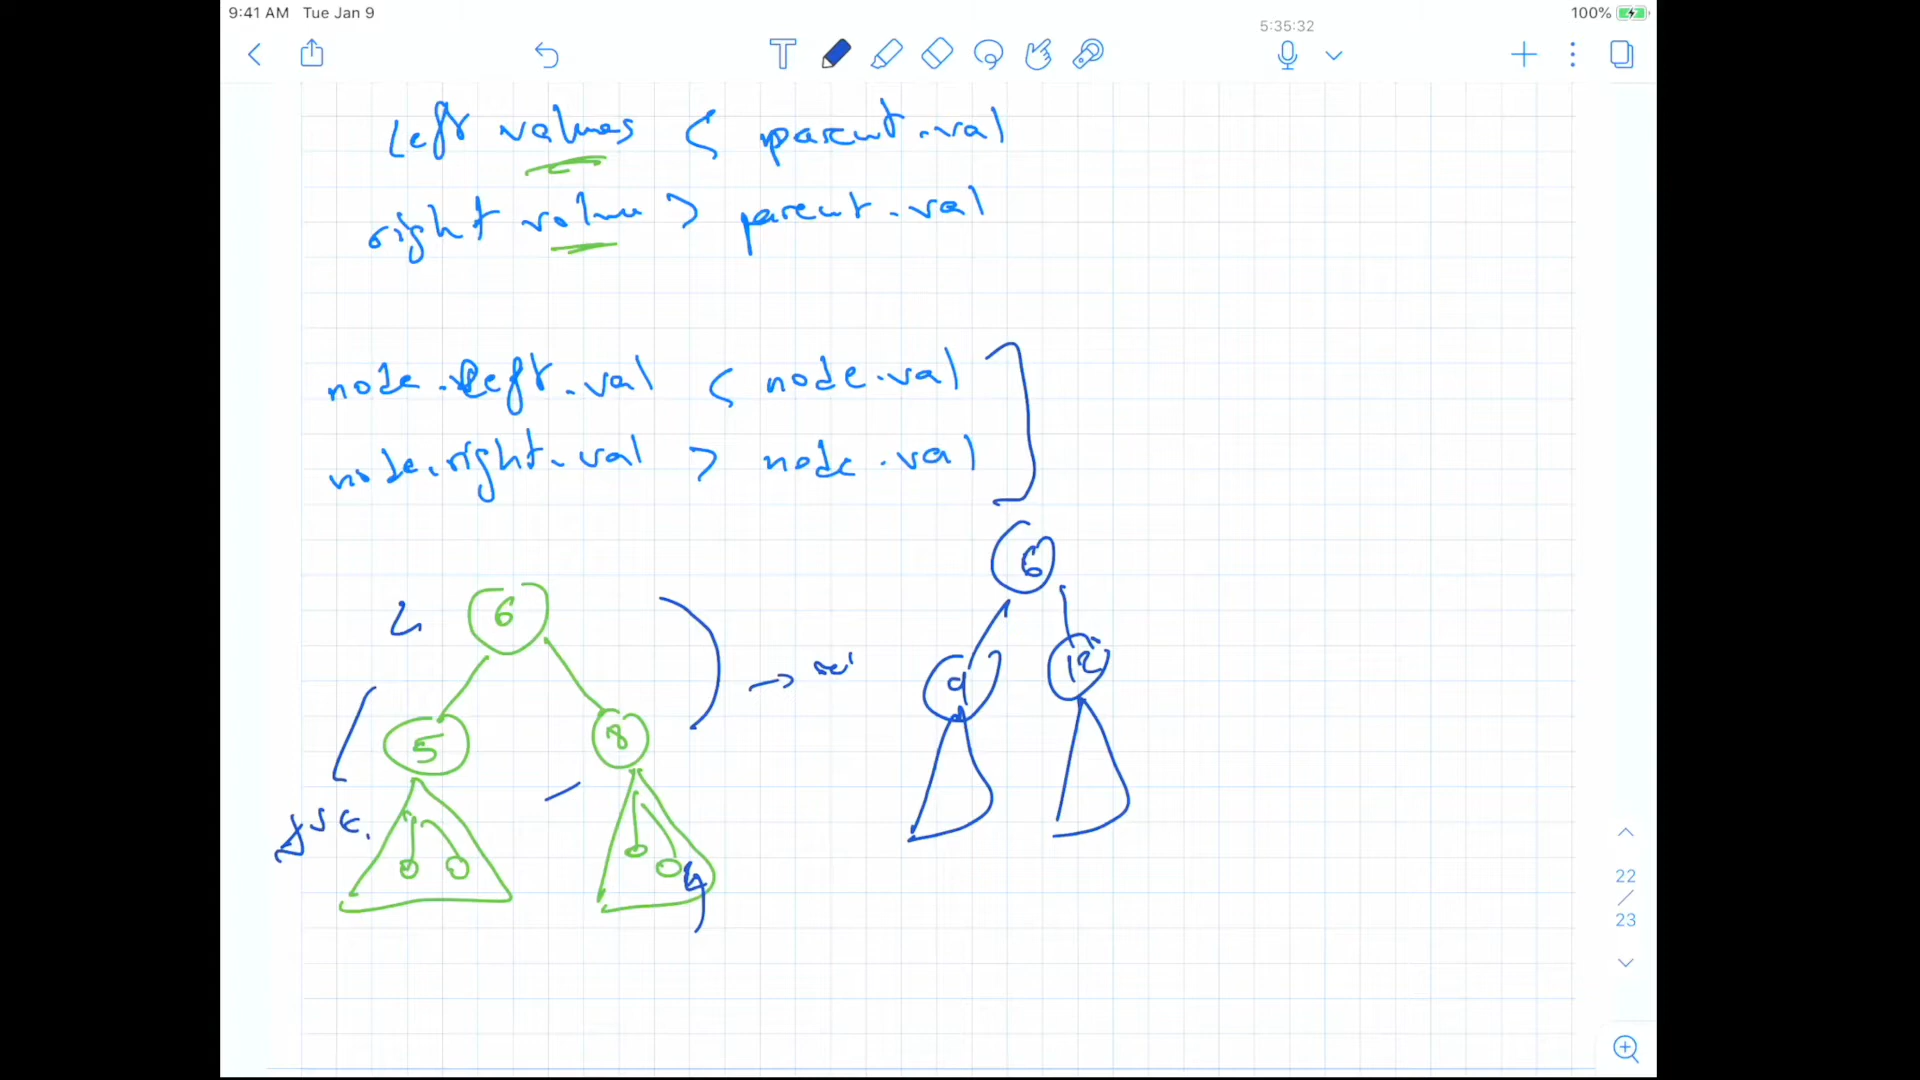 9:41 AM Tue Jan 9
100%
5:35:32
T
left values < parent.val
right value > parent.val
node.left.val < node.val
node.right.val > node.val
6
6
5
8
9
12
4
22
/
23